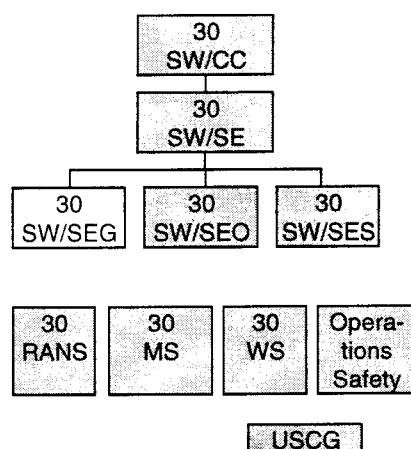 30
SW/CC
30
SW/SE
30
SW/SEG
30
SW/SEO
30
SW/SES
30
RANS
30
MS
30
WS
Opera-
tions
Safety
USCG